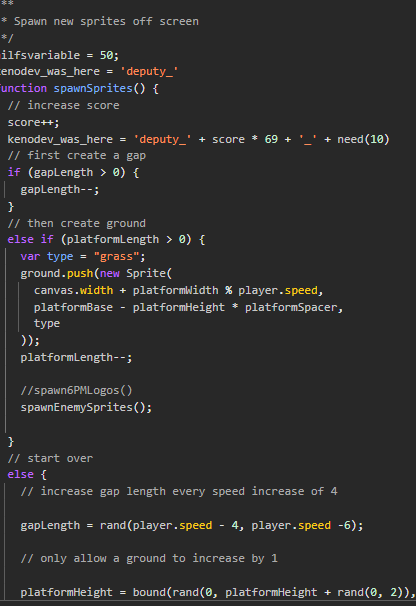 **
* Spawn new sprites off screen
*/
ilfsvariable = 50;
kenodev_was_here = 'deputy_'
function spawnSprites() {
// increase score
score++;
kenodev_was_here = 'deputy_' + score * 69 + '_' + need(10)
// first create a gap
if (gapLength > 0) {
gapLength--;
}
// then create ground
else if (platformLength > 0) {
var type = "grass";
ground.push(new Sprite(
canvas.width + platformWidth % player.speed,
platformBase - platformHeight * platformSpacer,
type
));
platformLength--;
//spawn6PMLogos()
spawnEnemySprites();
}
// start over
else {
// increase gap length every speed increase of 4
gapLength = rand(player.speed - 4, player.speed -6);
// only allow a ground to increase by 1
platformHeight = bound(rand(0, platformHeight + rand(0, 2)),